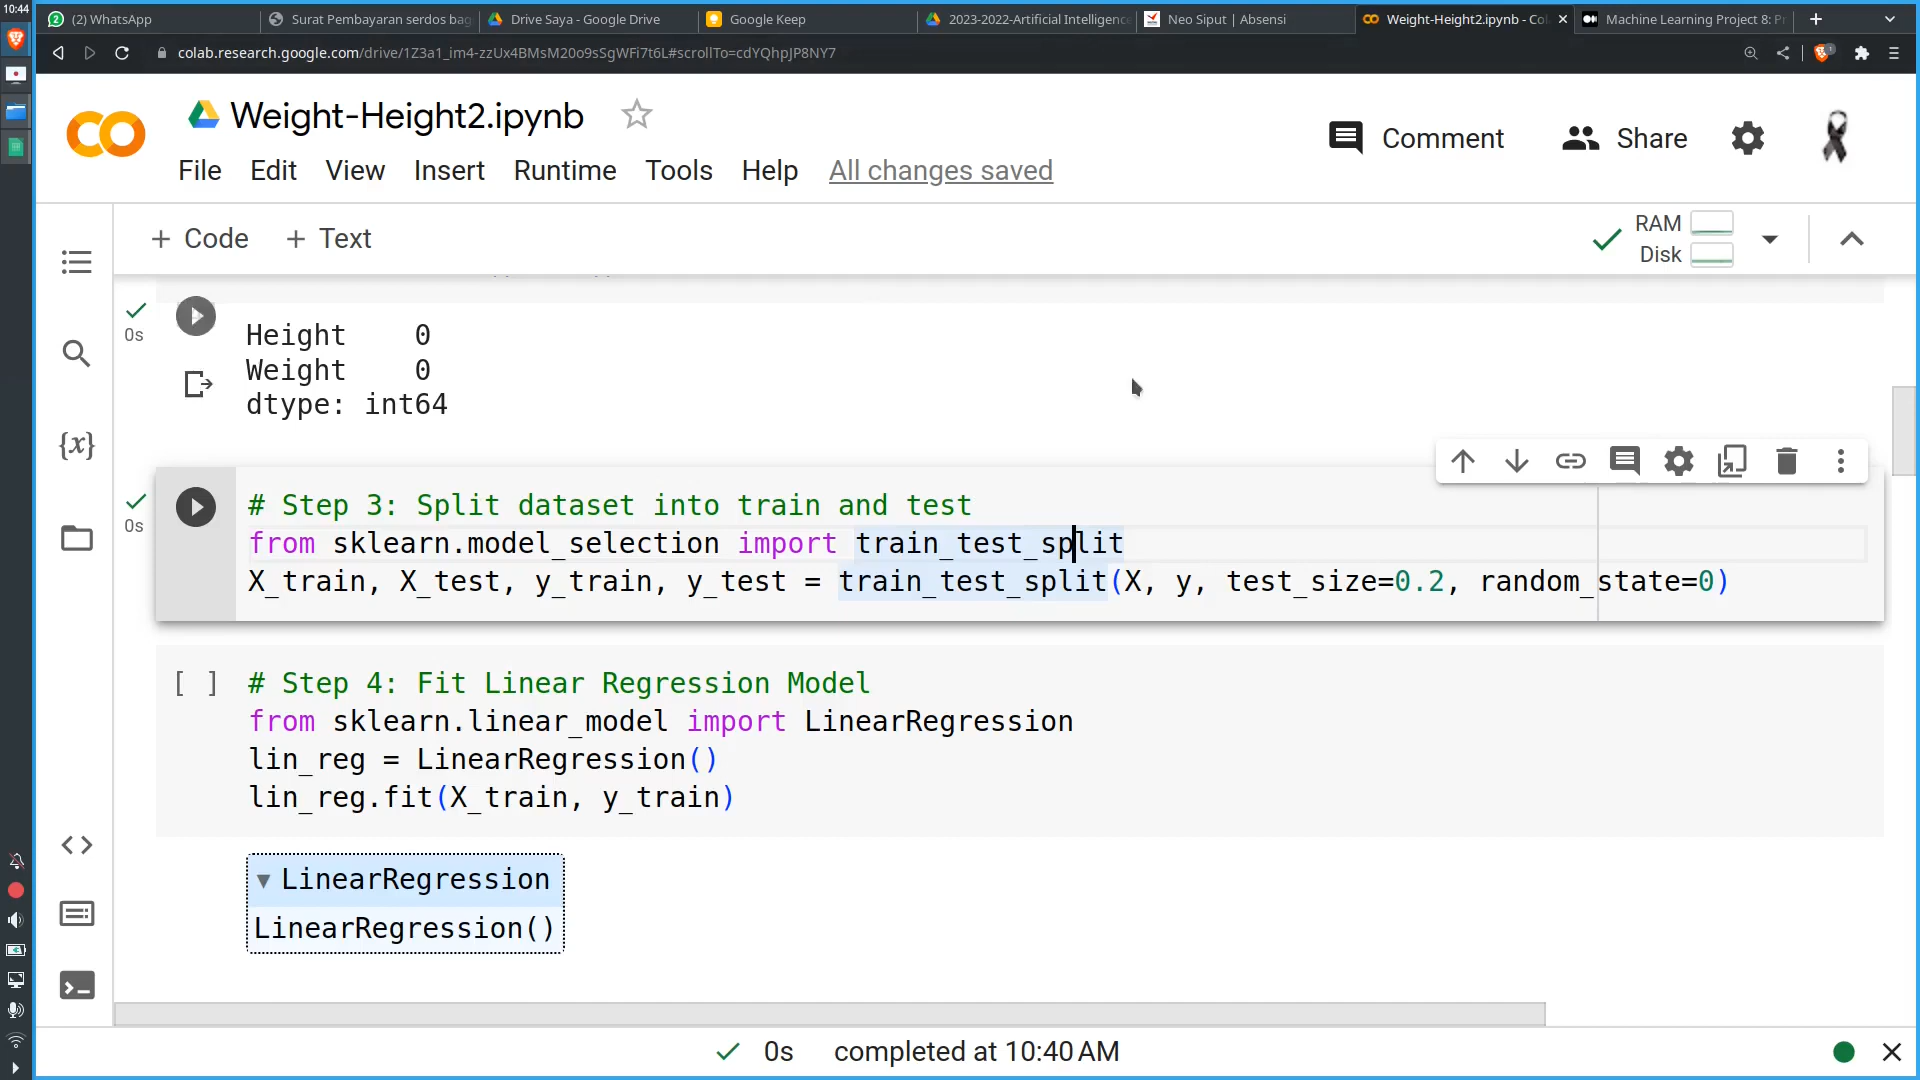 10:44
(2) WhatsApp
Surat Pembayaran serdos bag
Drive Saya - Google Drive
Google Keep
2023-2022-Artificial Intelligence
Neo Siput | Absensi
Weight-Height2.ipynb - Col
Machine Learning Project 8: Pr
colab.research.google.com/drive/1Z3a1_im4-zzUx4BMsM20o9sSgWFi7t6L#scrollTo=cdYQhpJP8NY7
Weight-Height2.ipynb
Comment
Share
File Edit View Insert Runtime Tools Help All changes saved
+ Code + Text
RAM
Disk
0s
Height 0
Weight 0
dtype: int64
{x}
0s
# Step 3: Split dataset into train and test
from sklearn.model_selection import train_test_split
X_train, X_test, y_train, y_test = train_test_split(X, y, test_size=0.2, random_state=0)
[ ]
# Step 4: Fit Linear Regression Model
from sklearn.linear_model import LinearRegression
lin_reg = LinearRegression()
lin_reg.fit(X_train, y_train)
▼ LinearRegression
LinearRegression()
0s completed at 10:40 AM